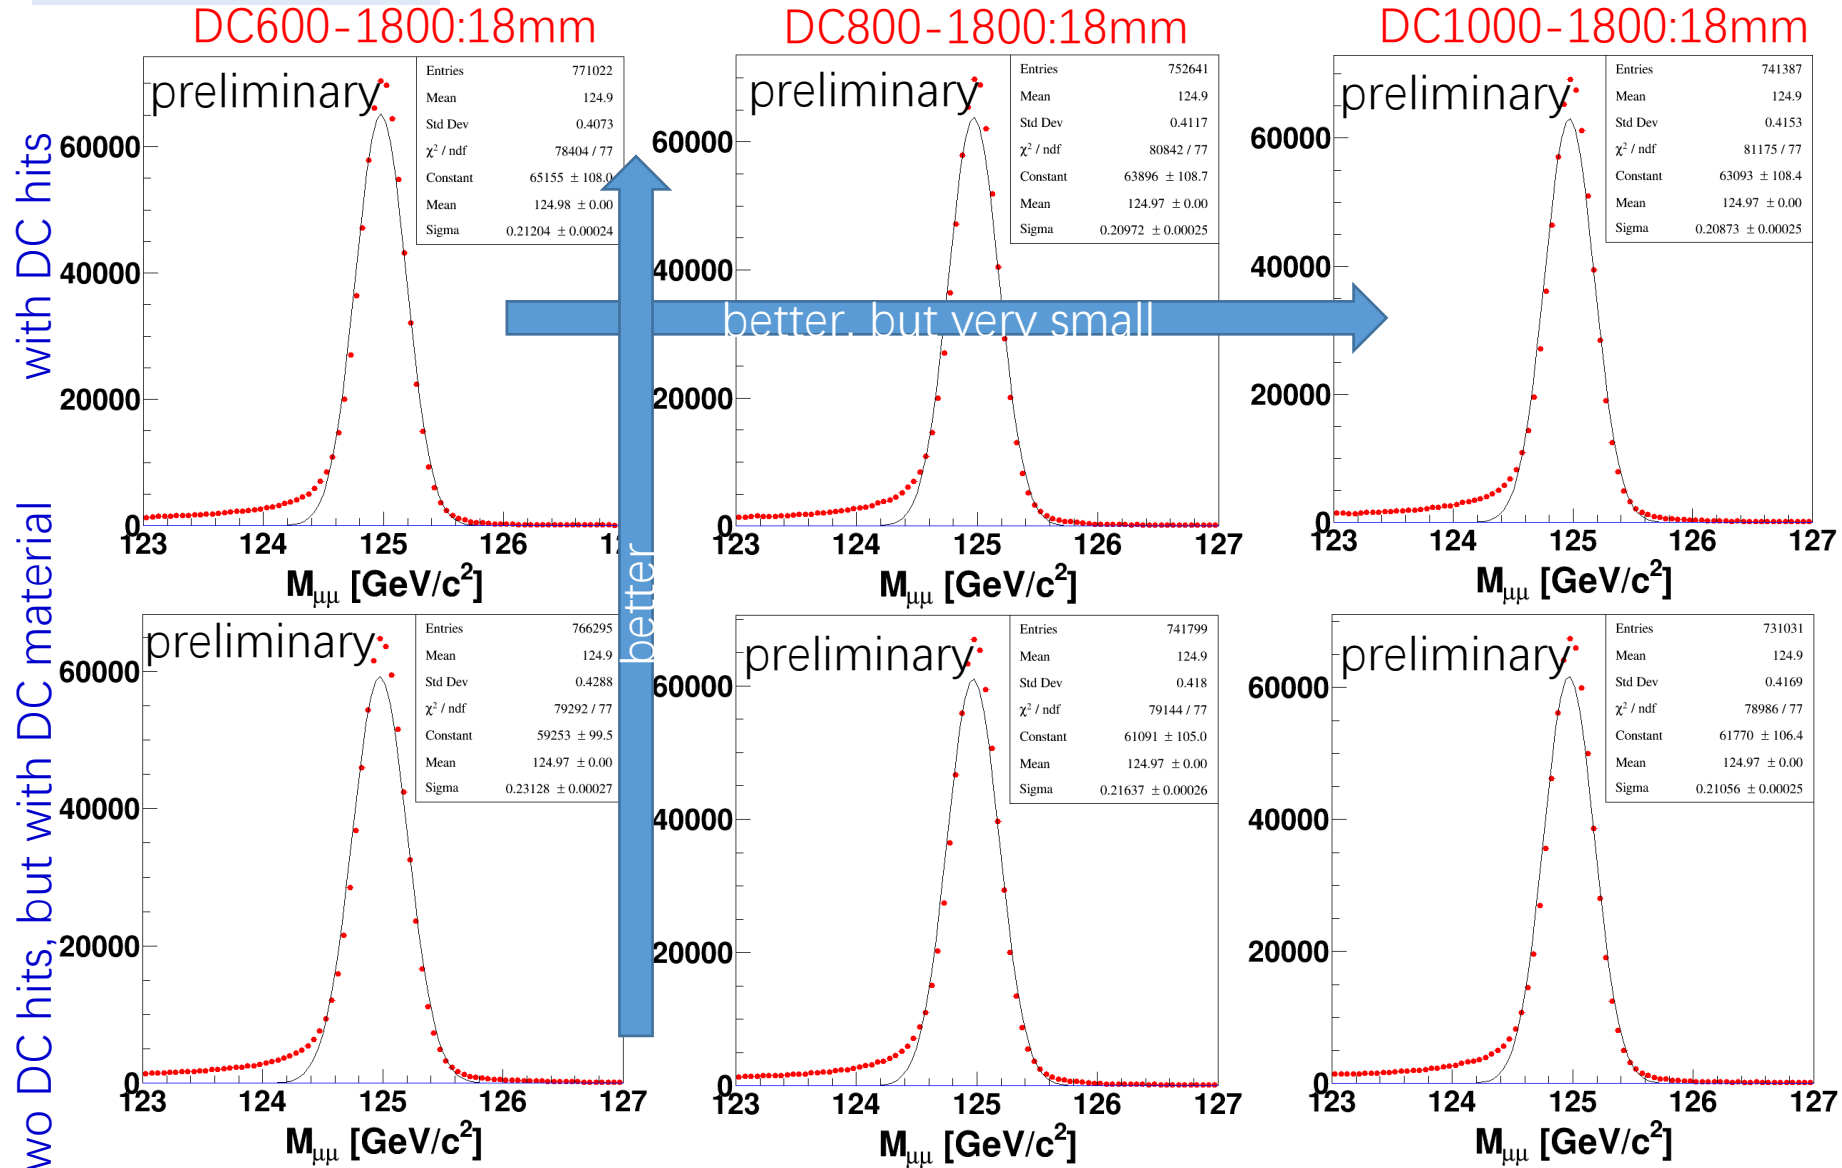 DC600-1800:18mm
DC800-1800:18mm
DC1000-1800:18mm
with DC hits
preliminary
Entries 771022
Mean 124.9
Std Dev 0.4073
χ² / ndf 78404 / 77
Constant 65155 ± 108.0
Mean 124.98 ± 0.00
Sigma 0.21204 ± 0.00024
60000
40000
20000
0
123 124 125 126
Mμμ [GeV/c²]
preliminary
Entries 752641
Mean 124.9
Std Dev 0.4117
χ² / ndf 80842 / 77
Constant 63896 ± 108.7
Mean 124.97 ± 0.00
Sigma 0.20972 ± 0.00025
60000
40000
20000
0
123 124 125 126 127
Mμμ [GeV/c²]
preliminary
Entries 741387
Mean 124.9
Std Dev 0.4153
χ² / ndf 81175 / 77
Constant 63093 ± 108.4
Mean 124.97 ± 0.00
Sigma 0.20873 ± 0.00025
60000
40000
20000
0
123 124 125 126 127
Mμμ [GeV/c²]
better, but very small
better
wo DC hits, but with DC material
preliminary
Entries 766295
Mean 124.9
Std Dev 0.4288
χ² / ndf 79292 / 77
Constant 59253 ± 99.5
Mean 124.97 ± 0.00
Sigma 0.23128 ± 0.00027
60000
40000
20000
0
123 124 125 126 127
Mμμ [GeV/c²]
preliminary
Entries 741799
Mean 124.9
Std Dev 0.418
χ² / ndf 79144 / 77
Constant 61091 ± 105.0
Mean 124.97 ± 0.00
Sigma 0.21637 ± 0.00026
60000
40000
20000
0
123 124 125 126 127
Mμμ [GeV/c²]
preliminary
Entries 731031
Mean 124.9
Std Dev 0.4169
χ² / ndf 78986 / 77
Constant 61770 ± 106.4
Mean 124.97 ± 0.00
Sigma 0.21056 ± 0.00025
60000
40000
20000
0
123 124 125 126 127
Mμμ [GeV/c²]